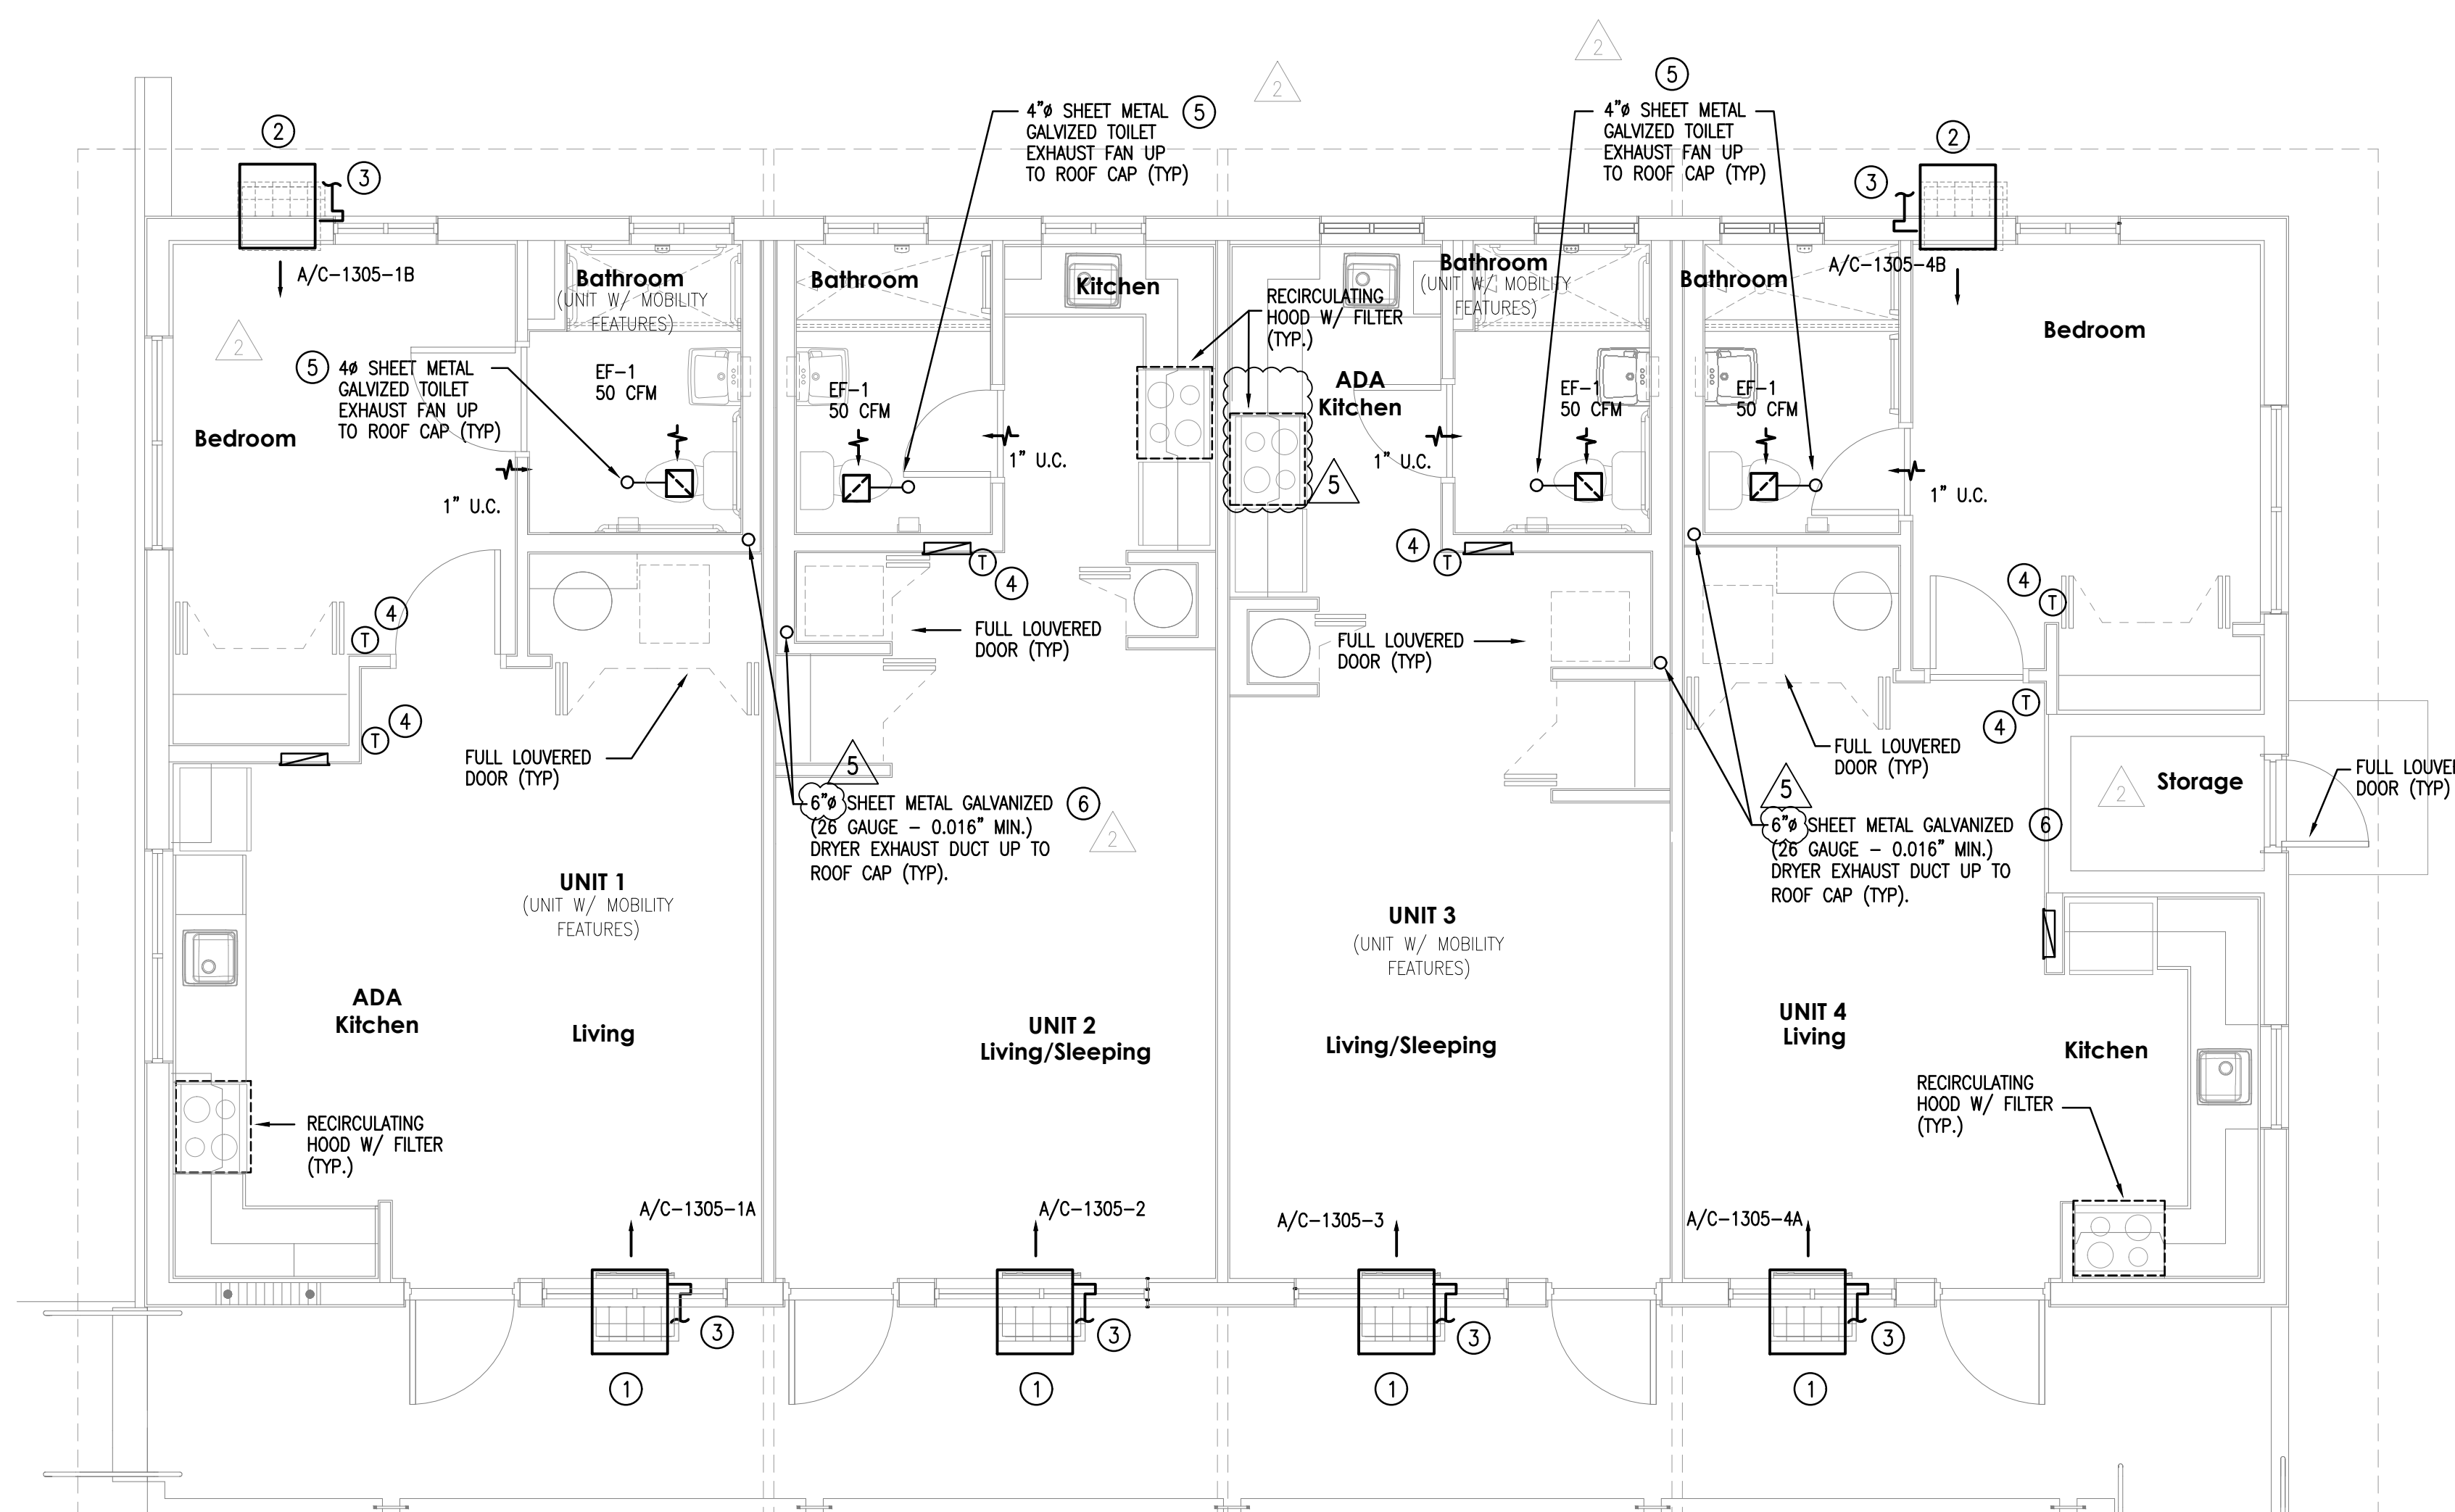 2
2
5
4"ø SHEET METAL
GALVIZED TOILET
EXHAUST FAN UP
TO ROOF CAP (TYP)
5
4"ø SHEET METAL
GALVIZED TOILET
EXHAUST FAN UP
TO ROOF CAP (TYP)
2
3
2
3
A/C-1305-1B
Bathroom
(UNIT W/ MOBILITY
FEATURES)
Bathroom
Kitchen
RECIRCULATING
HOOD W/ FILTER
(TYP.)
Bathroom
(UNIT W/ MOBILITY
FEATURES)
Bathroom
A/C-1305-4B
Bedroom
2
5
4ø SHEET METAL
GALVIZED TOILET
EXHAUST FAN UP
TO ROOF CAP (TYP)
Bedroom
EF-1
50 CFM
EF-1
50 CFM
ADA
Kitchen
EF-1
50 CFM
EF-1
50 CFM
1" U.C.
1" U.C.
1" U.C.
1" U.C.
5
4
T
4
T
4
T
4
T
4
T
4
T
4
FULL LOUVERED
DOOR (TYP)
FULL LOUVERED
DOOR (TYP)
FULL LOUVERED
DOOR (TYP)
FULL LOUVERED
DOOR (TYP)
Storage
2
FULL LOUVE
DOOR (TYP)
5
6"ø SHEET METAL GALVANIZED
(26 GAUGE - 0.016" MIN.)
DRYER EXHAUST DUCT UP TO
ROOF CAP (TYP).
6
2
5
6"ø SHEET METAL GALVANIZED
(26 GAUGE - 0.016" MIN.)
DRYER EXHAUST DUCT UP TO
ROOF CAP (TYP).
6
UNIT 1
(UNIT W/ MOBILITY
FEATURES)
UNIT 3
(UNIT W/ MOBILITY
FEATURES)
ADA
Kitchen
Living
UNIT 2
Living/Sleeping
Living/Sleeping
UNIT 4
Living
Kitchen
RECIRCULATING
HOOD W/ FILTER
(TYP.)
RECIRCULATING
HOOD W/ FILTER
(TYP.)
A/C-1305-1A
A/C-1305-2
A/C-1305-3
A/C-1305-4A
3
3
3
3
1
1
1
1